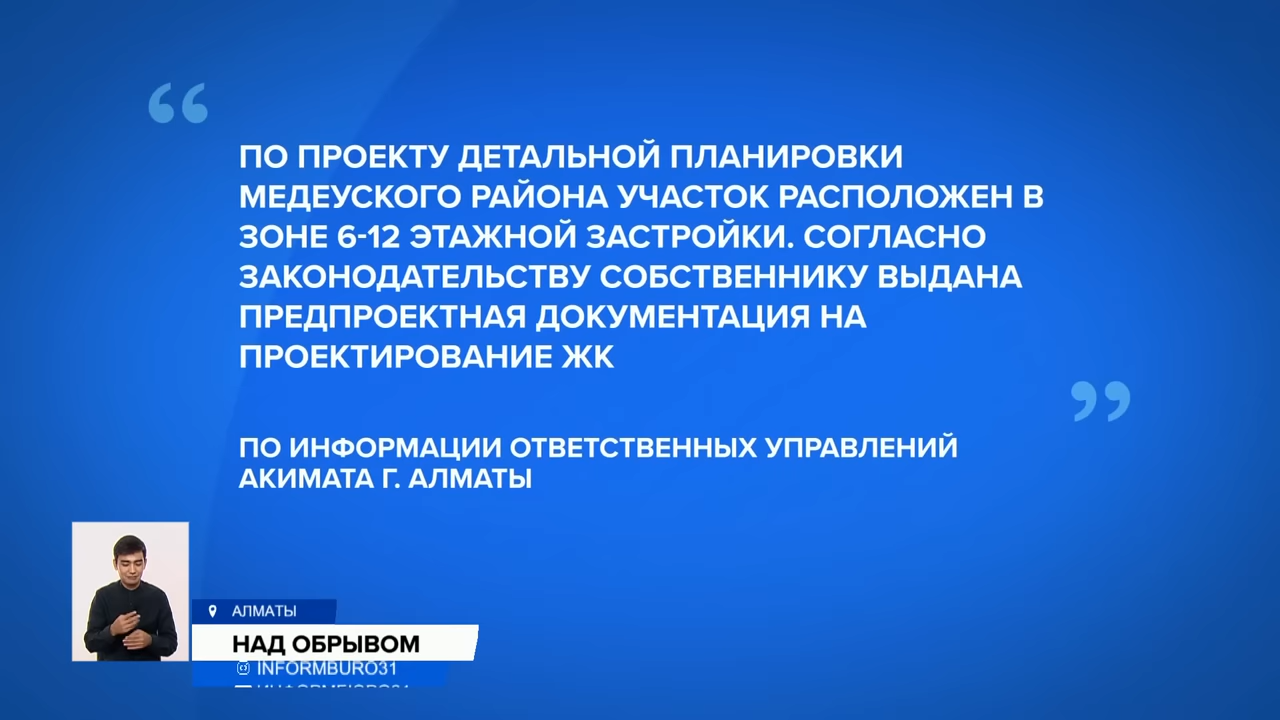 ПО ПРОЕКТУ ДЕТАЛЬНОЙ ПЛАНИРОВКИ
МЕДЕУСКОГО РАЙОНА УЧАСТОК РАСПОЛОЖЕН В
ЗОНЕ 6-12 ЭТАЖНОЙ ЗАСТРОЙКИ. СОГЛАСНО
ЗАКОНОДАТЕЛЬСТВУ СОБСТВЕННИКУ ВЫДАНА
ПРЕДПРОЕКТНАЯ ДОКУМЕНТАЦИЯ НА
ПРОЕКТИРОВАНИЕ ЖК
ПО ИНФОРМАЦИИ ОТВЕТСТВЕННЫХ УПРАВЛЕНИЙ
АКИМАТА Г. АЛМАТЫ
АЛМАТЫ
НАД ОБРЫВОМ
INFORMBURO31